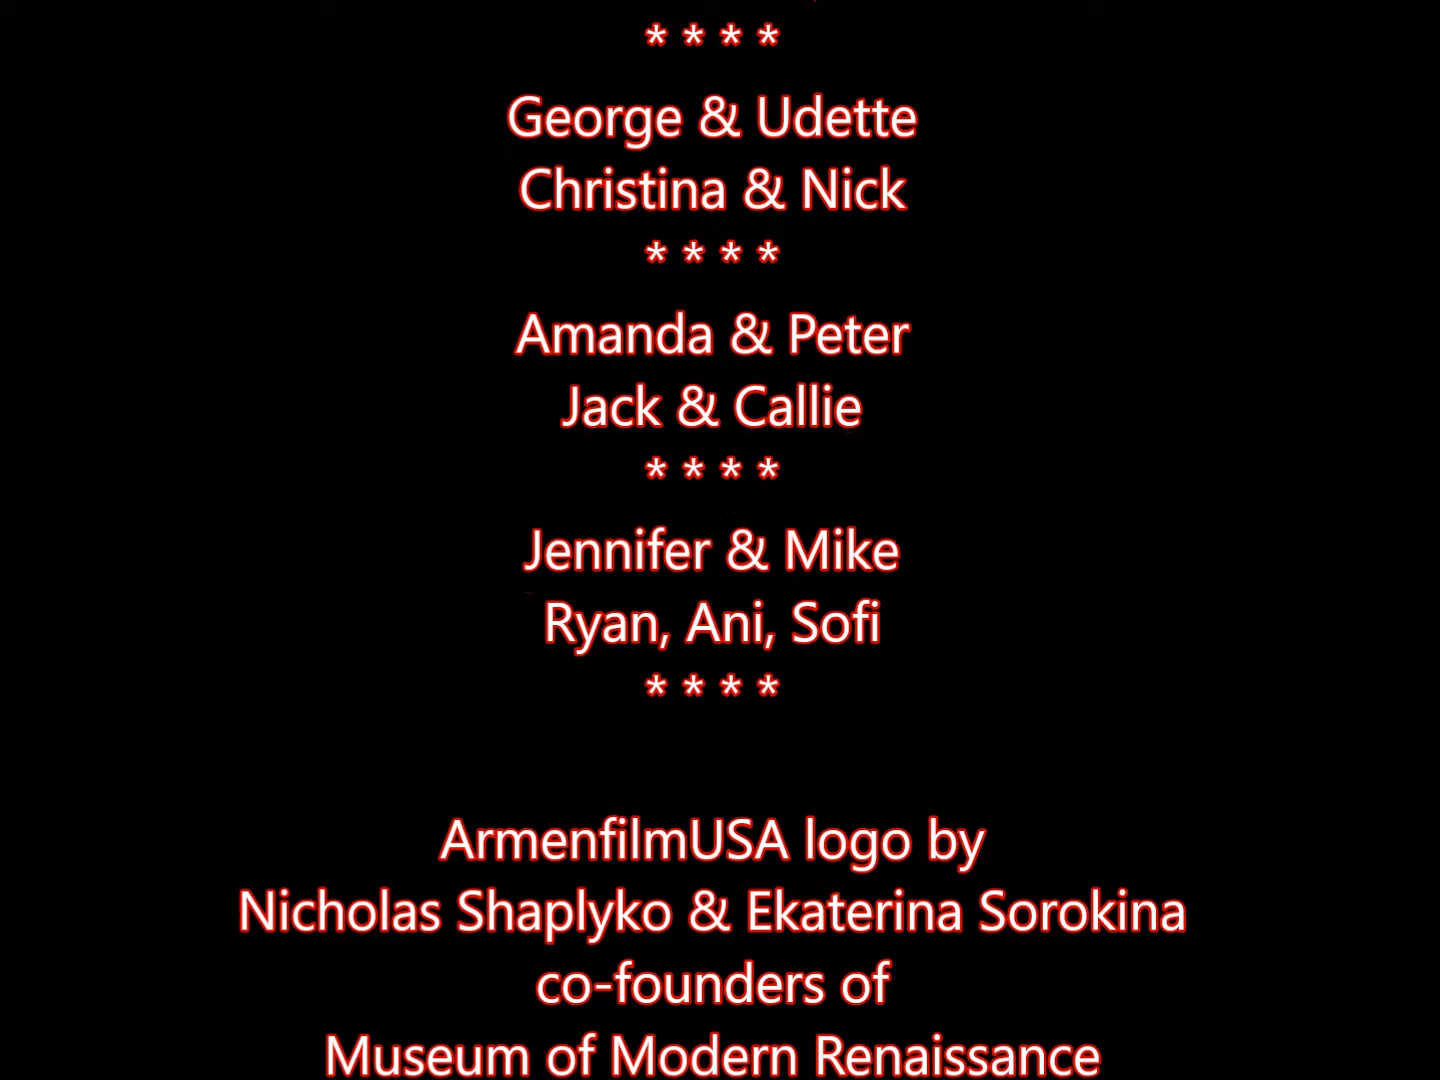 * * * *
George & Udette
Christina & Nick
* * * *
Amanda & Peter
Jack & Callie
* * * *
Jennifer & Mike
Ryan, Ani, Sofi
* * * *
ArmenfilmUSA logo by
Nicholas Shaplyko & Ekaterina Sorokina
co-founders of
Museum of Modern Renaissance